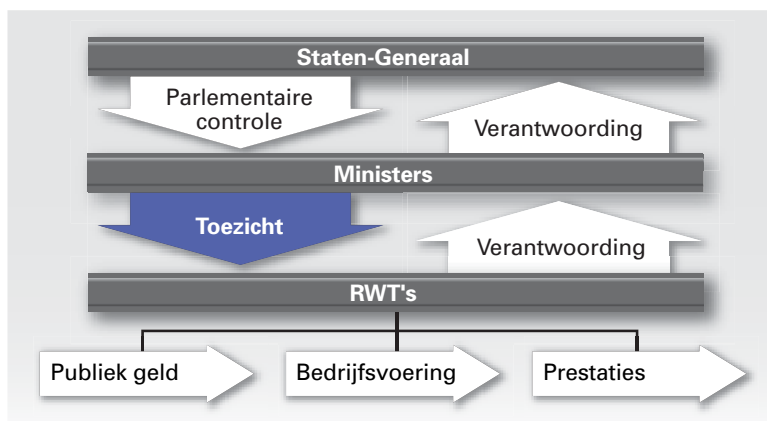 Staten-Generaal
Parlementaire
controle
Verantwoording
Ministers
Toezicht
Verantwoording
RWT's
Publiek geld
Bedrijfsvoering
Prestaties